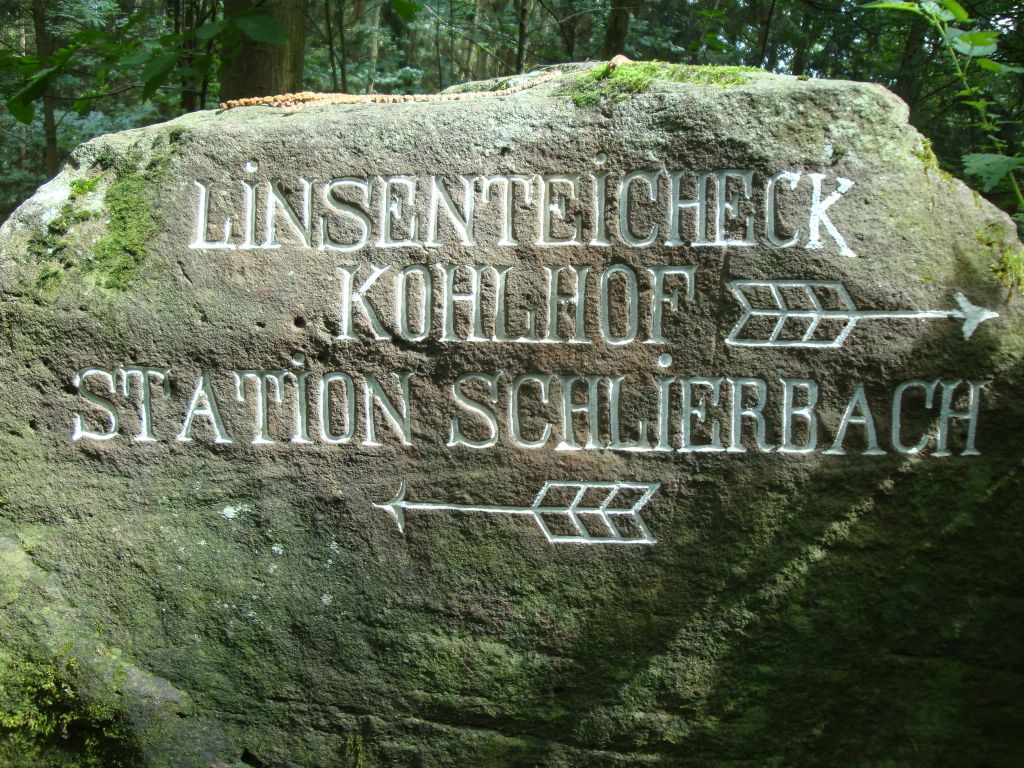 LiNSENTEiCHECK
KOHLHOF
STATiON SCHLiERBACH